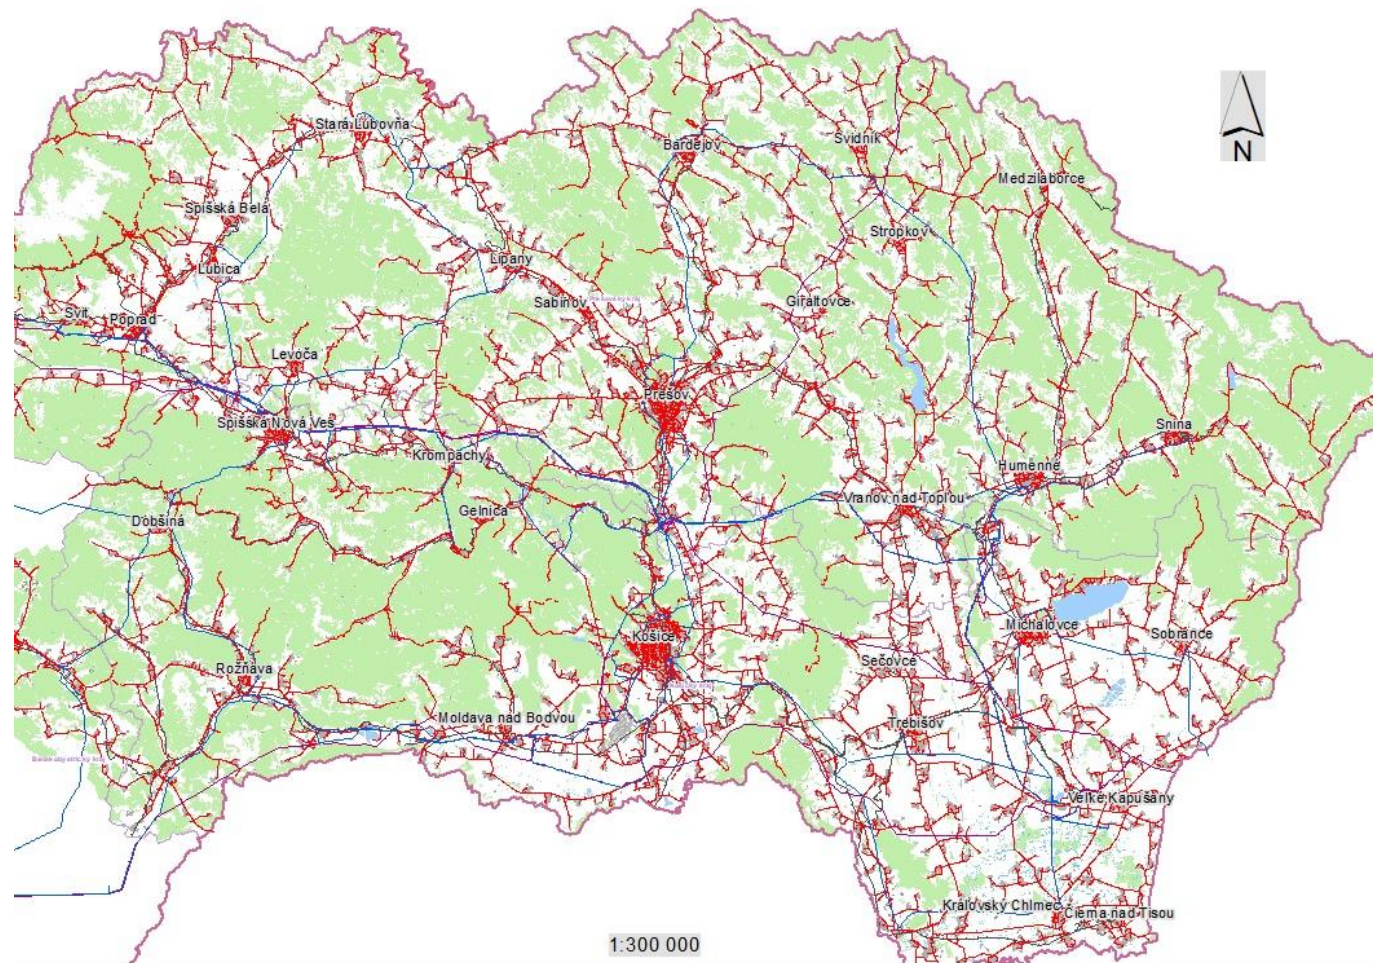 Stará Ľubovňa
Bardejov
Svidník
N
Medzilaborce
Spišská Belá
Stropkov
Ľubica
Lipany
Sabinov
Giraltovce
Svit
Poprad
Levoča
Prešov
Spišská Nová Ves
Snina
Krompachy
Humenné
Vranov nad Topľou
Gelnica
Dobšiná
Košice
Michalovce
Sobrance
Sečovce
Rožňava
Moldava nad Bodvou
Trebišov
Veľké Kapušany
Kráľovský Chlmec
Čierna nad Tisou
1:300 000